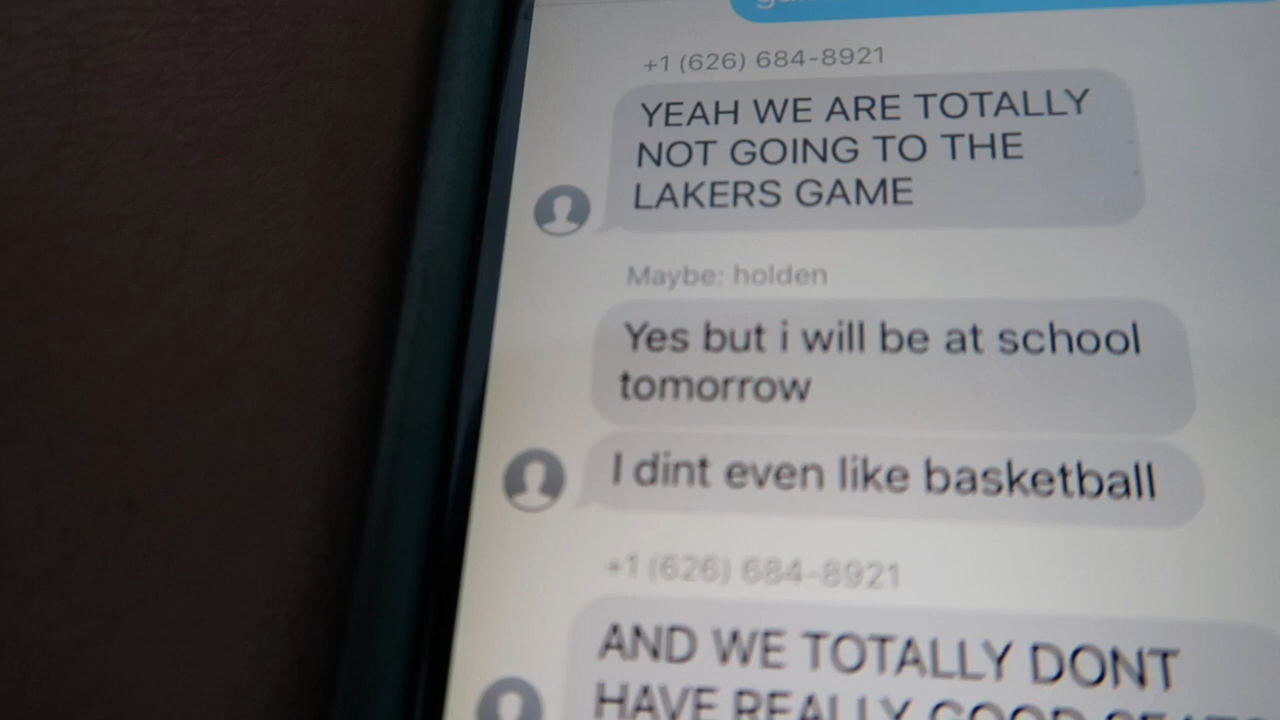 +1 (626) 684-8921
YEAH WE ARE TOTALLY
NOT GOING TO THE
LAKERS GAME
Maybe: holden
Yes but i will be at school
tomorrow
I dint even like basketball
+1 (626) 684-8921
AND WE TOTALLY DONT
HAVE REALLY GOOD SEATS